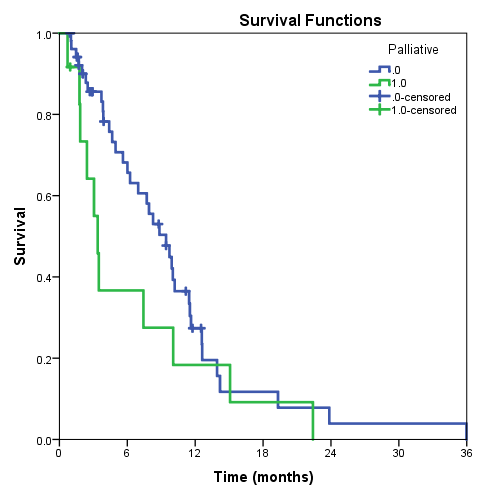 Survival Functions
Palliative
.0
1.0
.0-censored
1.0-censored
1.0
0.8
0.6
0.4
0.2
0.0
Survival
0 6 12 18 24 30 36
Time (months)